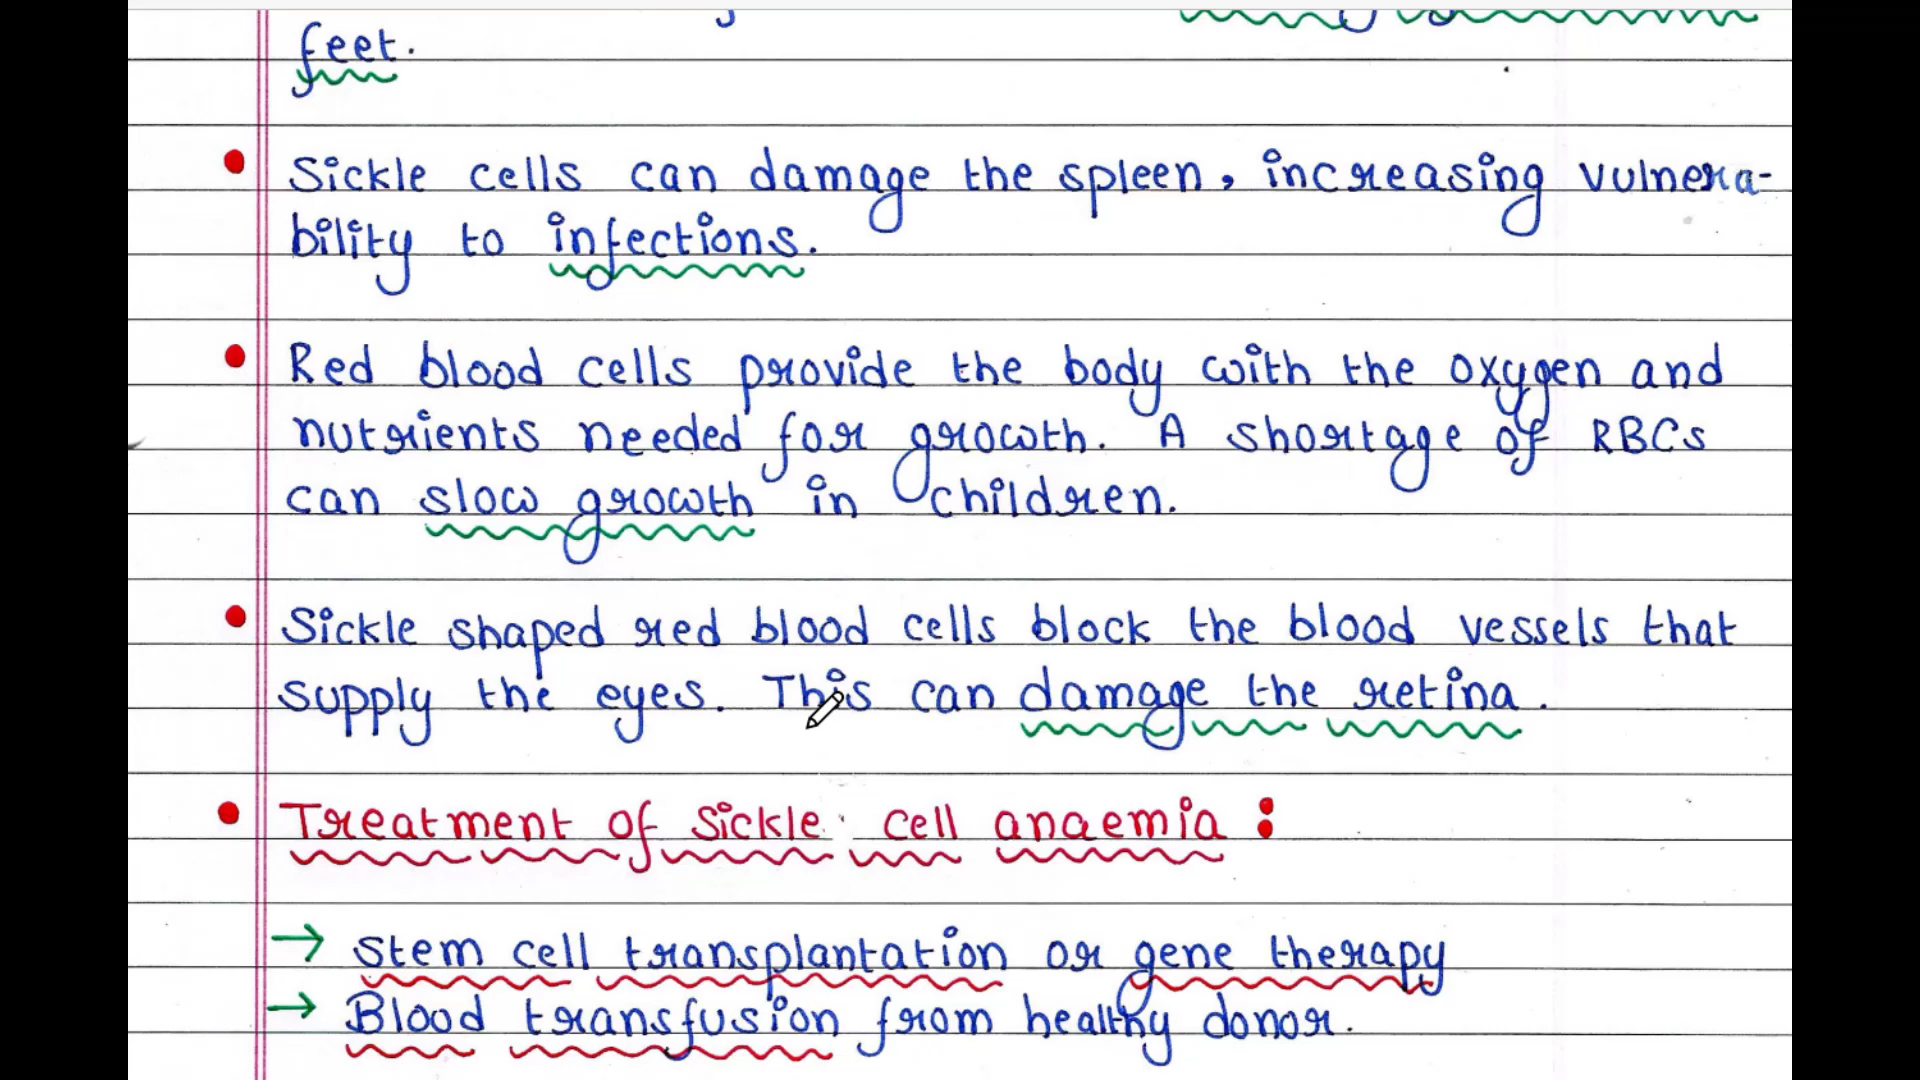 feet.
Sickle cells can damage the spleen, increasing vulnera-
bility to infections.
Red blood cells provide the body with the oxygen and
nutrients needed for growth. A shortage of RBCs
can slow growth in children.
Sickle shaped red blood cells block the blood vessels that
supply the eyes. This can damage the retina.
Treatment of Sickle cell anaemia :
→ Stem cell transplantation or gene therapy
→ Blood transfusion from healthy donor.